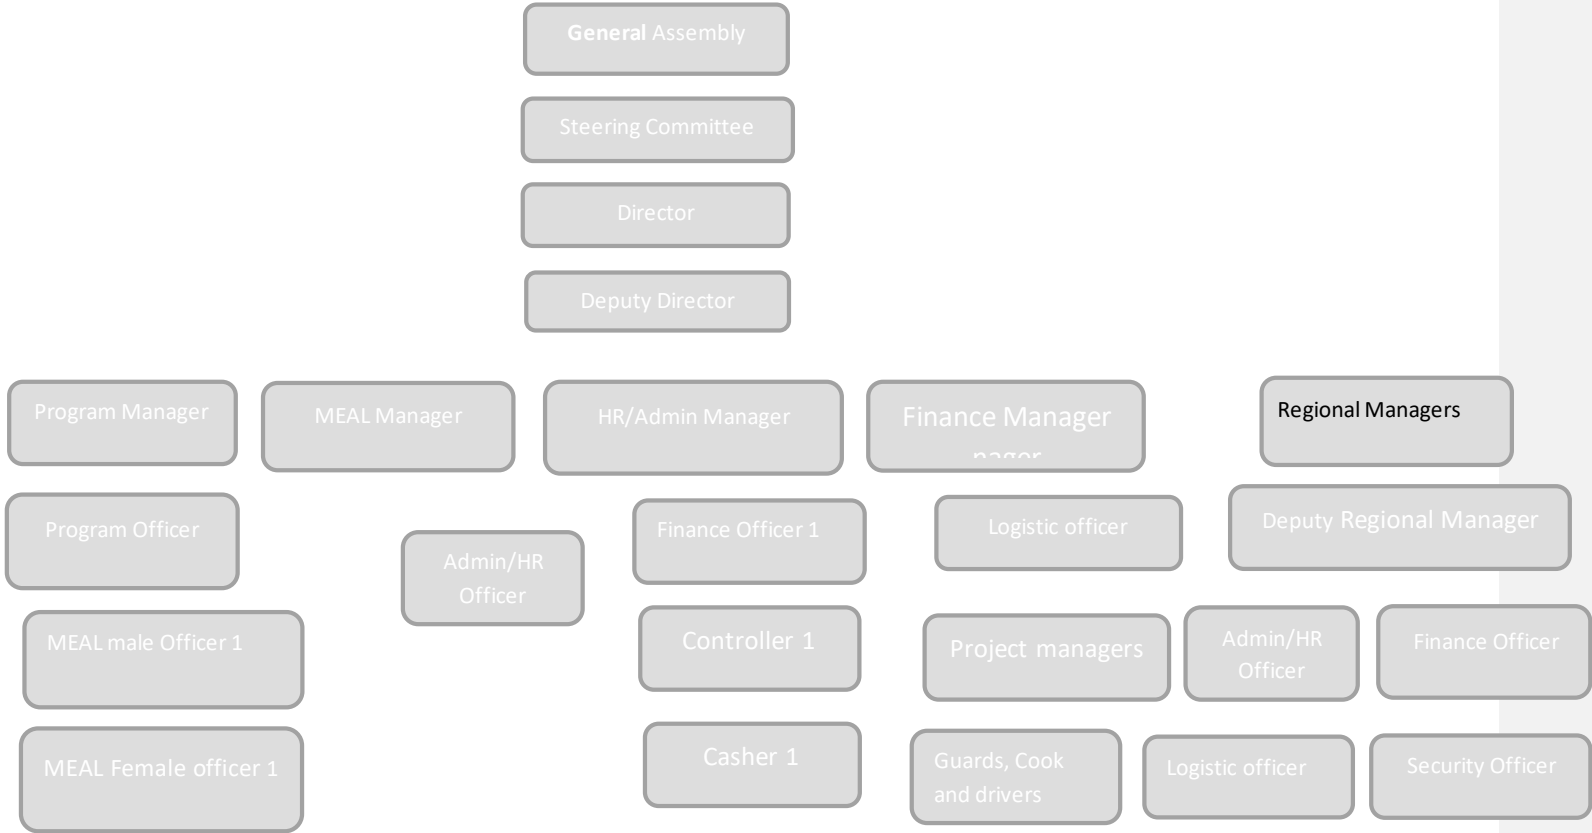 General Assembly
Steering Committee
Director
Deputy Director
Program Manager
MEAL Manager
HR/Admin Manager
Finance Manager
nager
Regional Managers
Program Officer
Admin/HR
Officer
Finance Officer 1
Logistic officer
Deputy Regional Manager
MEAL male Officer 1
Controller 1
Project managers
Admin/HR
Officer
Finance Officer
MEAL Female officer 1
Casher 1
Guards, Cook
and drivers
Logistic officer
Security Officer